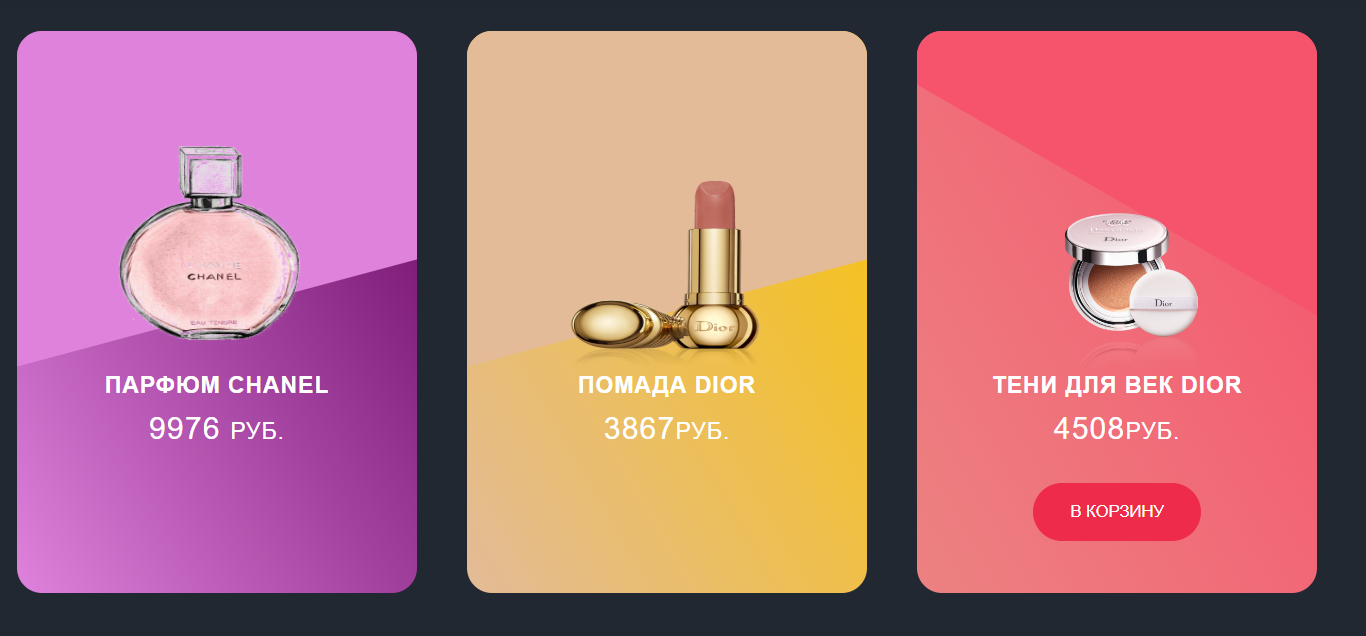 CHANEL
EAU TENDRE
ПАРФЮМ CHANEL
9976 РУБ.
Dior
ПОМАДА DIOR
3867РУБ.
Dior
Dior
ТЕНИ ДЛЯ ВЕК DIOR
4508РУБ.
В КОРЗИНУ